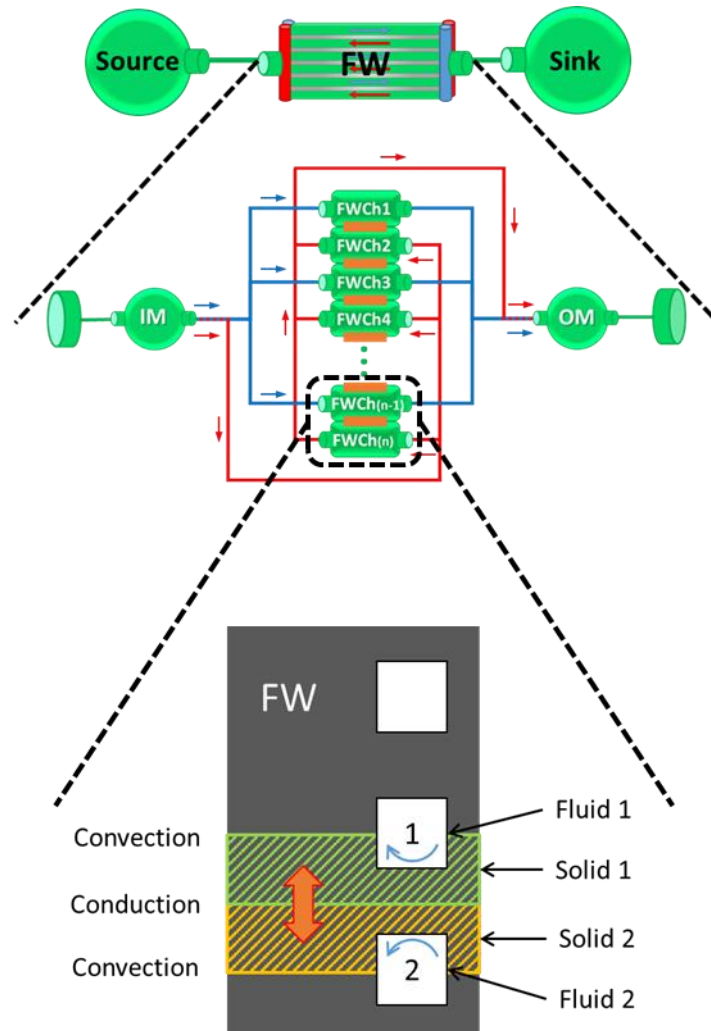 Source
FW
Sink
FWCh1
FWCh2
FWCh3
IM
FWCh4
OM
FWCh(n-1)
FWCh(n)
FW
Fluid 1
Convection
1
Solid 1
Conduction
Solid 2
Convection
2
Fluid 2